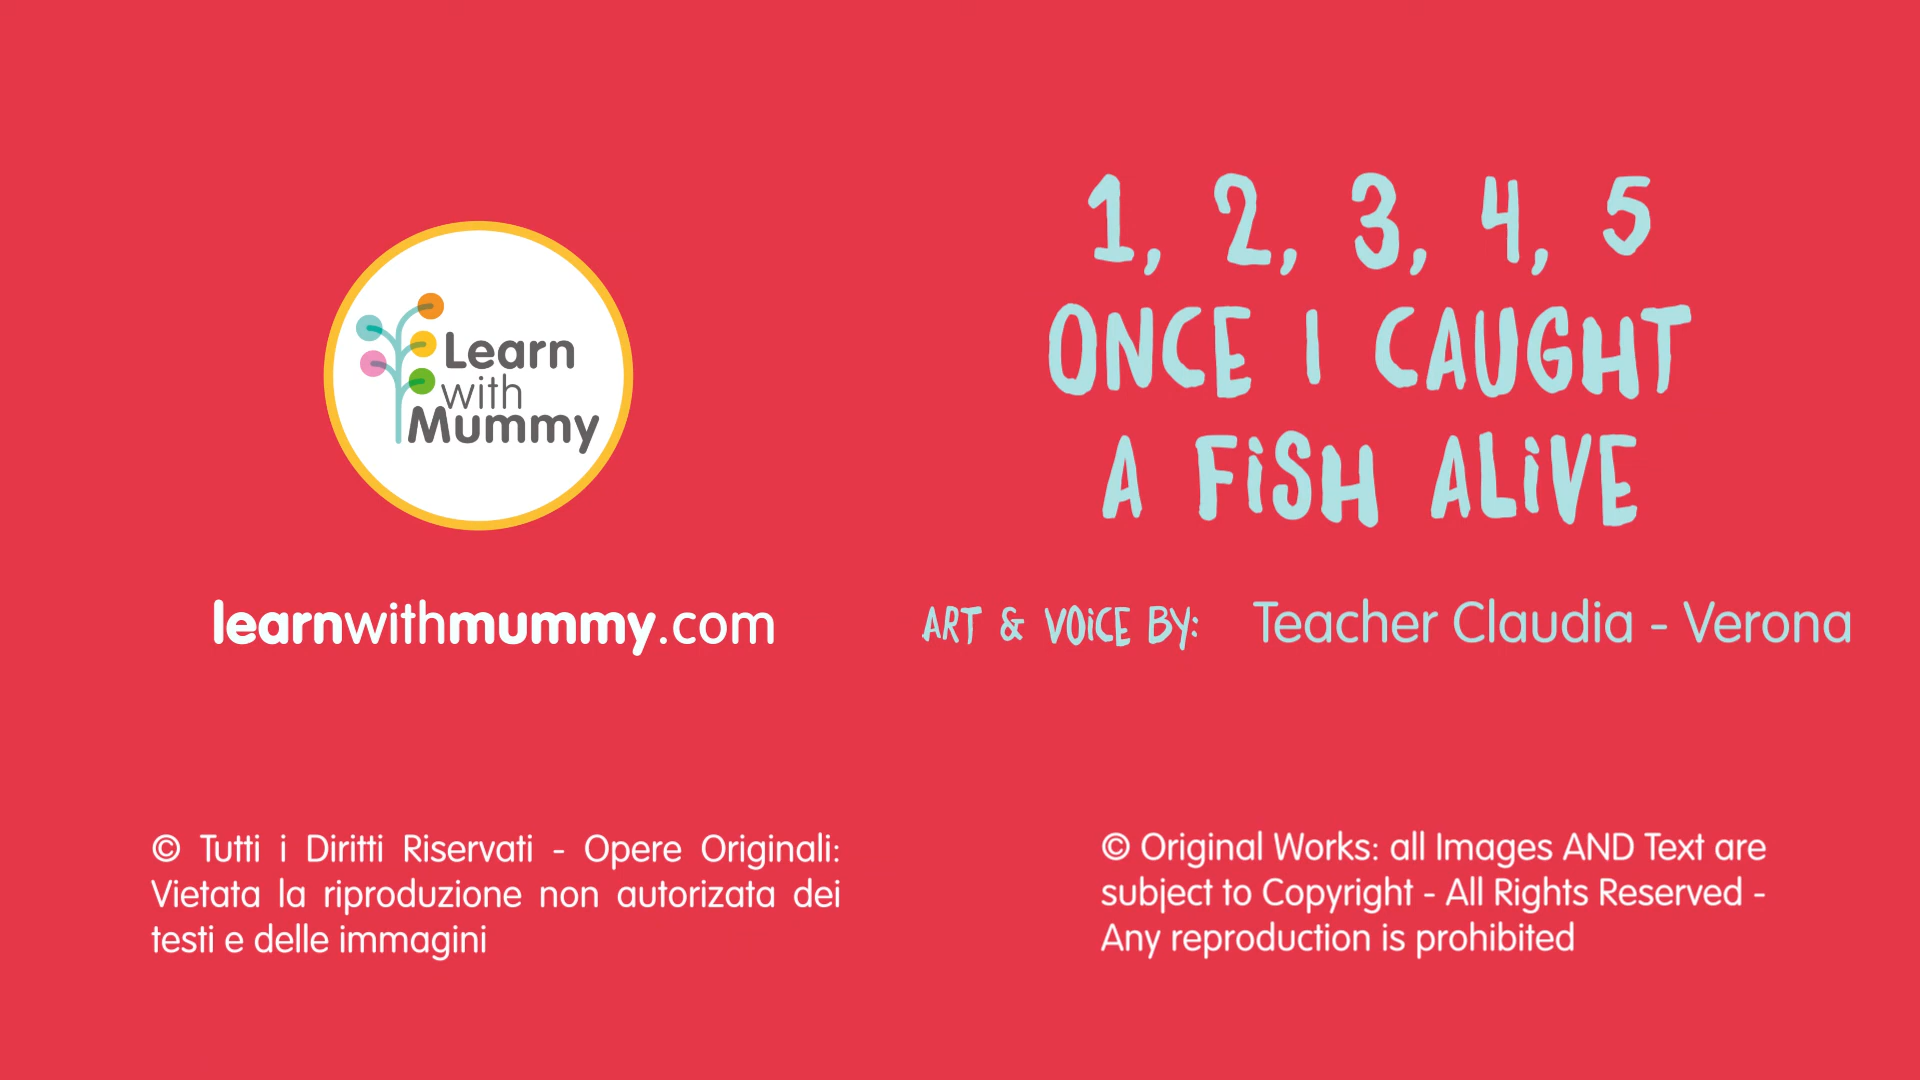 Learn
with
Mummy
learnwithmummy.com
1, 2, 3, 4, 5
ONCE I CAUGHT
A FiSH ALiVE
ART & VOiCE BY: Teacher Claudia - Verona
© Tutti i Diritti Riservati - Opere Originali:
Vietata la riproduzione non autorizata dei
testi e delle immagini
© Original Works: all Images AND Text are
subject to Copyright - All Rights Reserved -
Any reproduction is prohibited